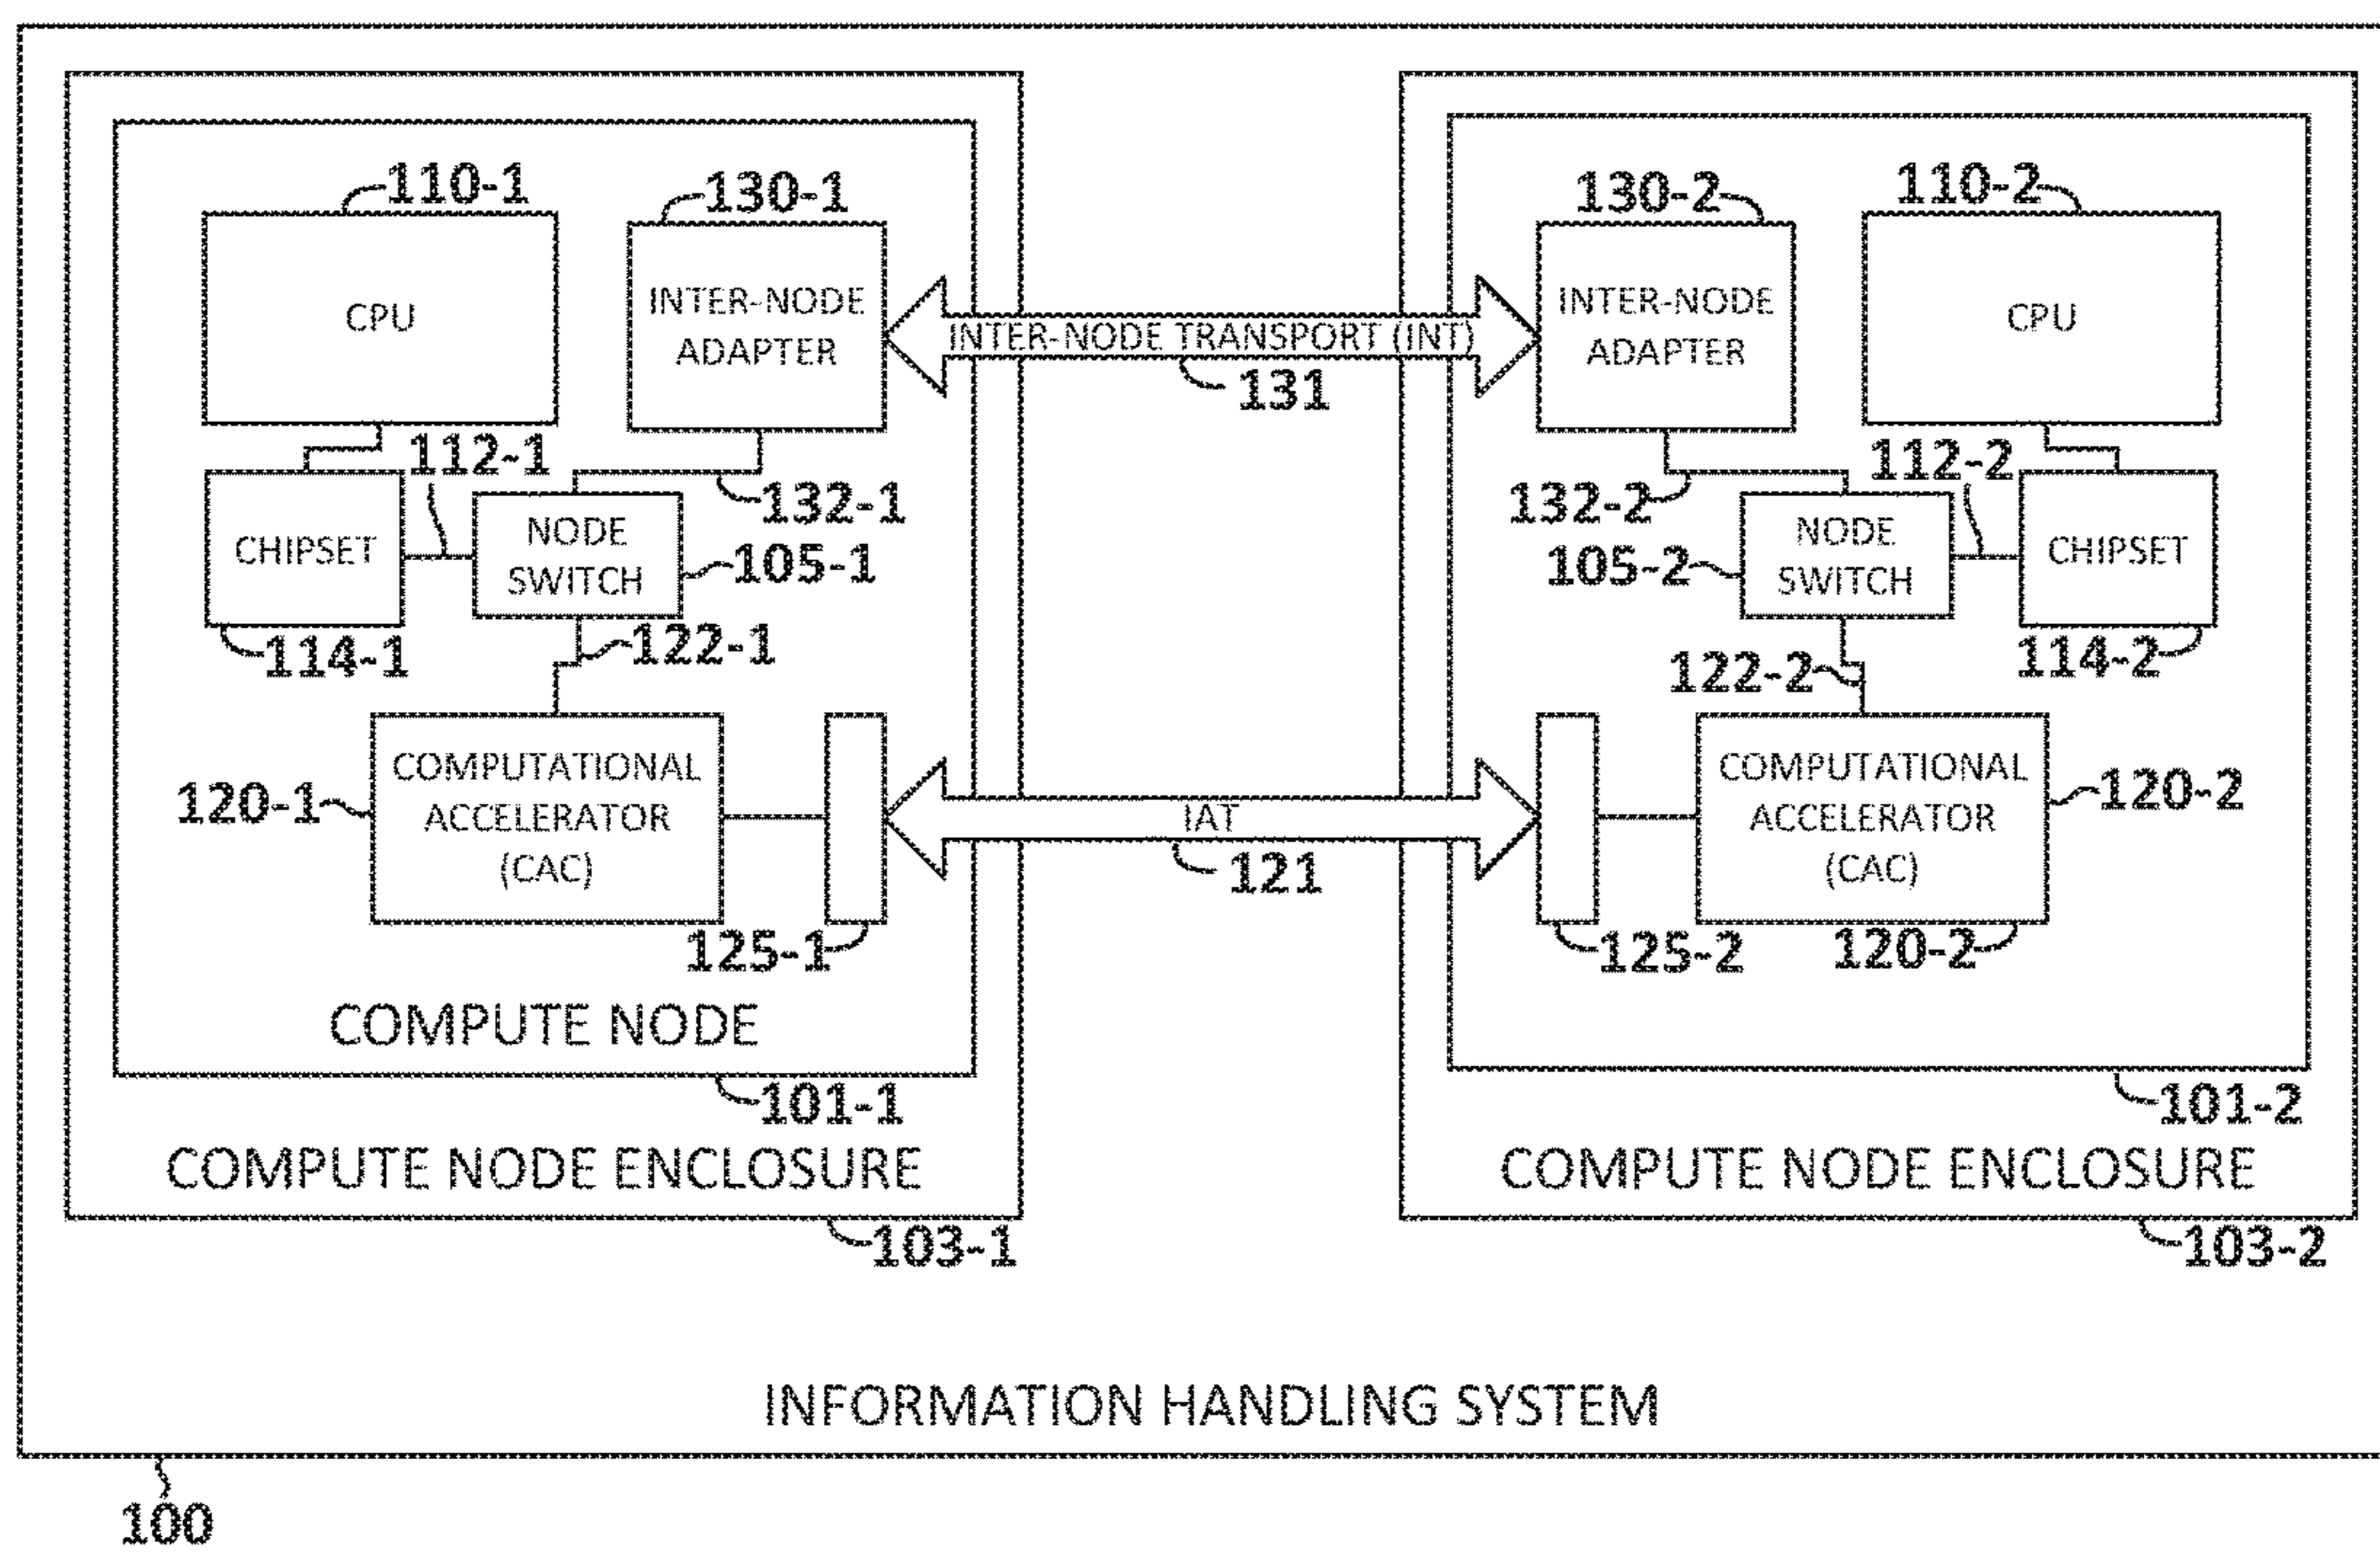 110-1
130-1
130-2
110-2
CPU
INTER-NODE
ADAPTER
INTER-NODE TRANSPORT (INT)
131
INTER-NODE
ADAPTER
CPU
112-1
132-1
132-2
112-2
CHIPSET
NODE
SWITCH
105-1
105-2
NODE
SWITCH
CHIPSET
114-1
122-1
122-2
114-2
120-1
COMPUTATIONAL
ACCELERATOR
(CAC)
125-1
IAT
121
125-2
COMPUTATIONAL
ACCELERATOR
(CAC)
120-2
120-2
COMPUTE NODE
101-1
101-2
COMPUTE NODE ENCLOSURE
103-1
COMPUTE NODE ENCLOSURE
103-2
INFORMATION HANDLING SYSTEM
100